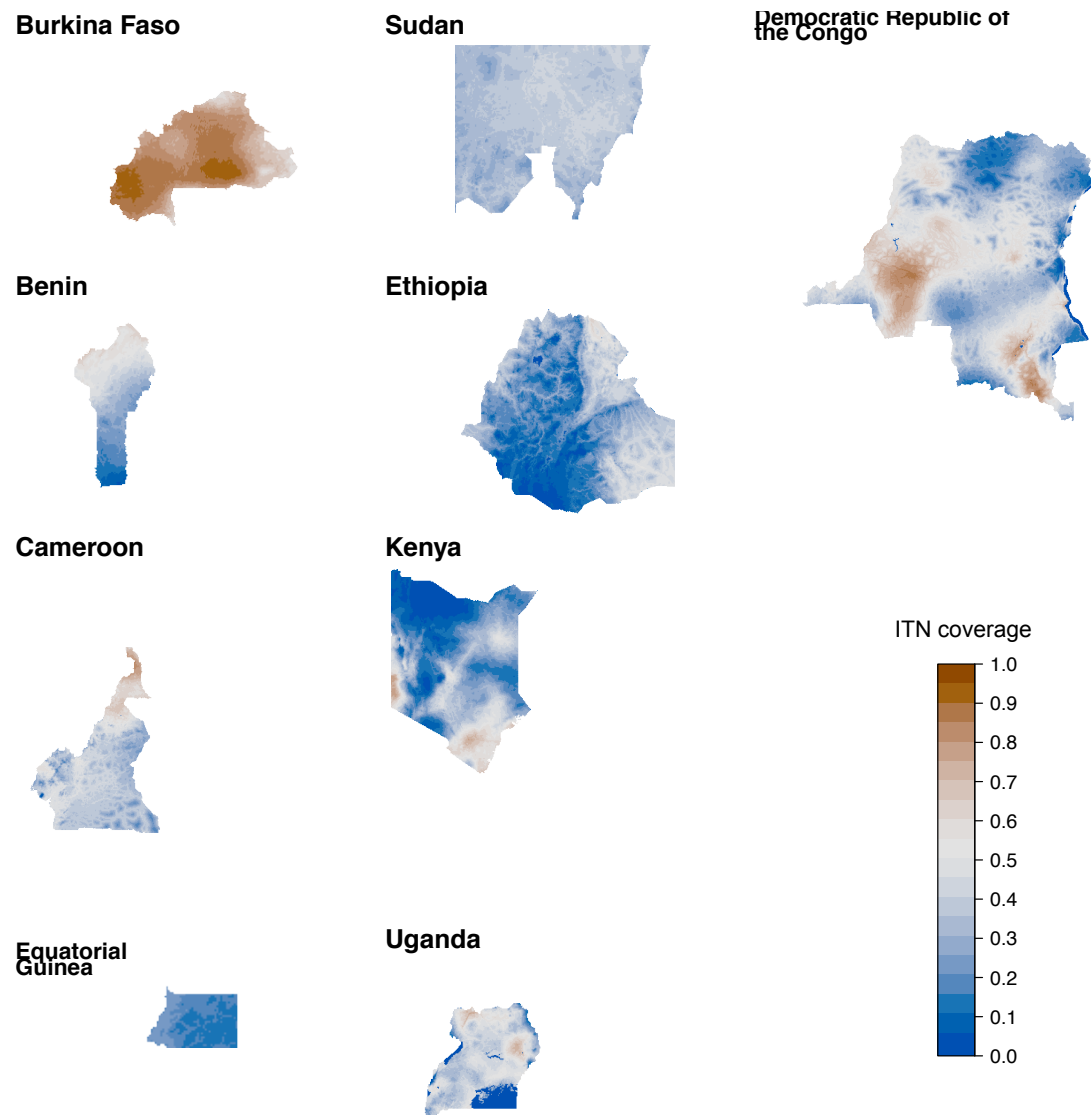 Burkina Faso
Sudan
Democratic Republic of
the Congo
Benin
Ethiopia
Cameroon
Kenya
ITN coverage
1.0
0.9
0.8
0.7
0.6
0.5
0.4
0.3
0.2
0.1
0.0
Equatorial
Guinea
Uganda